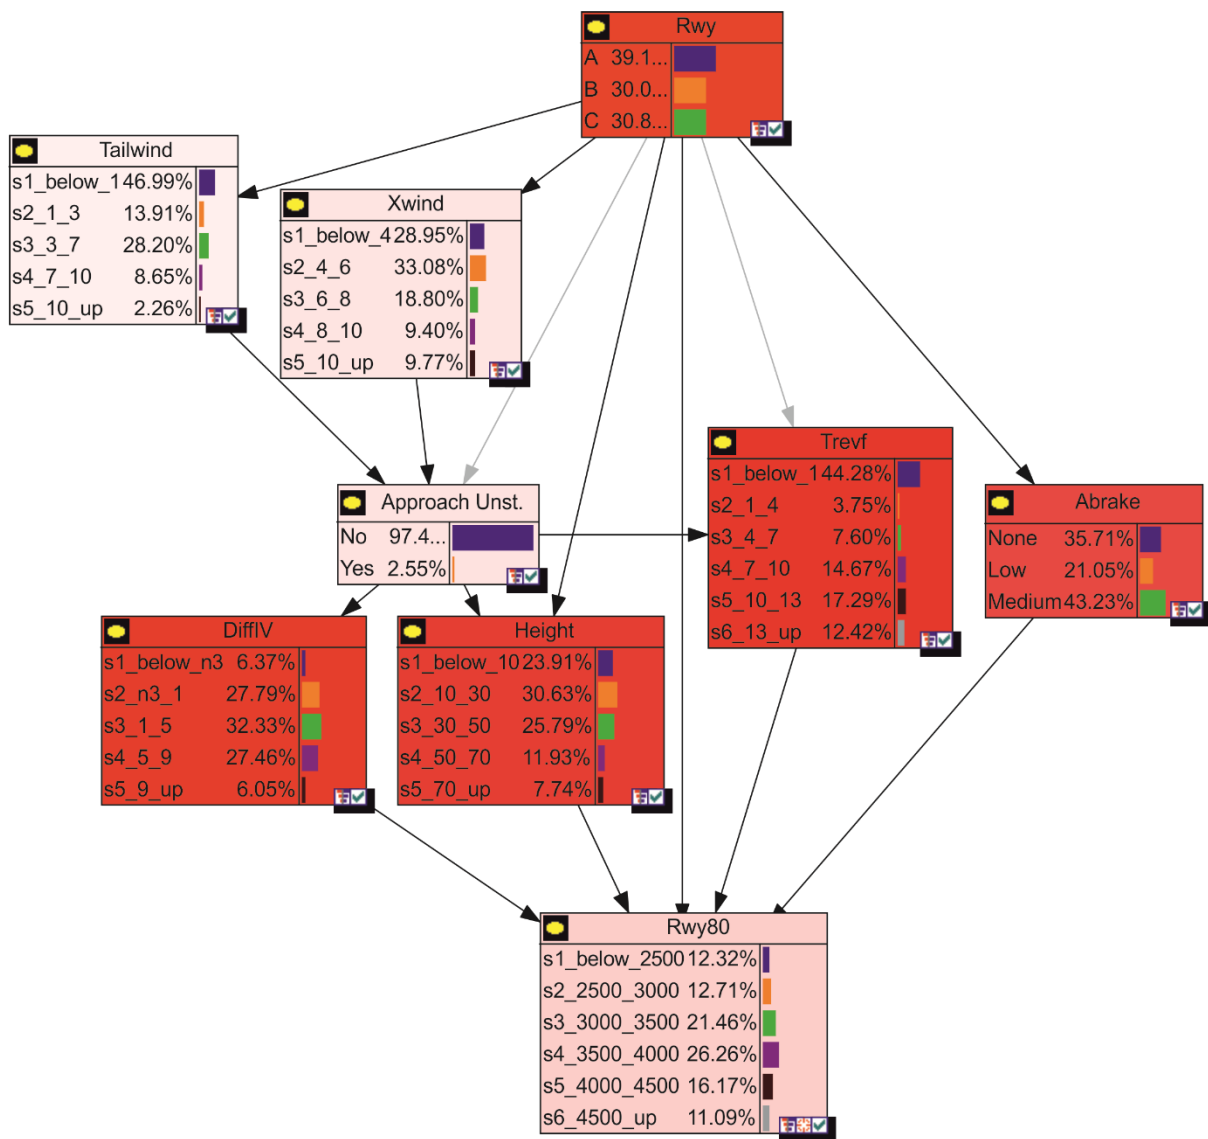 Rwy
A 39.1...
B 30.0...
C 30.8...
Tailwind
s1_below_1 46.99%
s2_1_3 13.91%
s3_3_7 28.20%
s4_7_10 8.65%
s5_10_up 2.26%
Xwind
s1_below_4 28.95%
s2_4_6 33.08%
s3_6_8 18.80%
s4_8_10 9.40%
s5_10_up 9.77%
Approach Unst.
No 97.4...
Yes 2.55%
Trevf
s1_below_1 44.28%
s2_1_4 3.75%
s3_4_7 7.60%
s4_7_10 14.67%
s5_10_13 17.29%
s6_13_up 12.42%
Abrake
None 35.71%
Low 21.05%
Medium 43.23%
DiffIV
s1_below_n3 6.37%
s2_n3_1 27.79%
s3_1_5 32.33%
s4_5_9 27.46%
s5_9_up 6.05%
Height
s1_below_10 23.91%
s2_10_30 30.63%
s3_30_50 25.79%
s4_50_70 11.93%
s5_70_up 7.74%
Rwy80
s1_below_2500 12.32%
s2_2500_3000 12.71%
s3_3000_3500 21.46%
s4_3500_4000 26.26%
s5_4000_4500 16.17%
s6_4500_up 11.09%